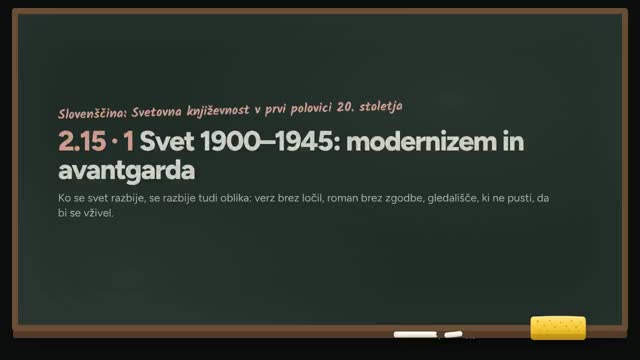 Slovenščina: Svetovna književnost v prvi polovici 20. stoletja
2.15 · 1 Svet 1900–1945: modernizem in
avantgarda
Ko se svet razbije, se razbije tudi oblika: verz brez ločil, roman brez zgodbe, gledališče, ki ne pusti, da
bi se vživel.